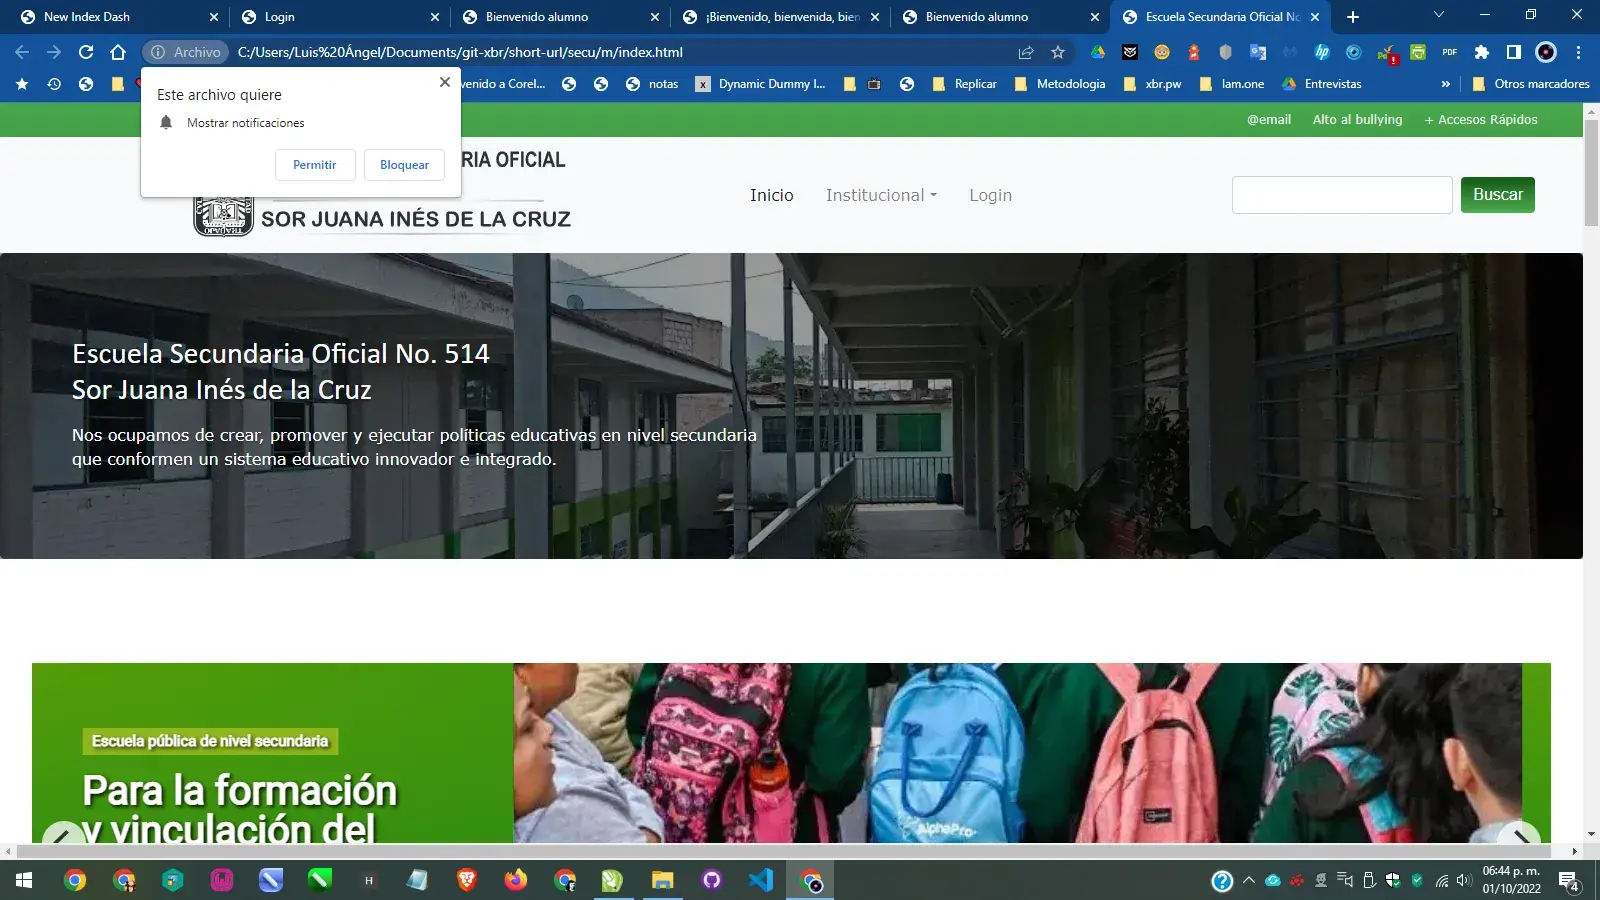 New Index Dash
Login
Bienvenido alumno
¡Bienvenido, bienvenida, bien
Bienvenido alumno
Escuela Secundaria Oficial No
Archivo
C:/Users/Luis%20Ángel/Documents/git-xbr/short-url/secu/m/index.html
venido a Corel...
notas
Dynamic Dummy I...
Replicar
Metodologia
xbr.pw
lam.one
Entrevistas
»
Otros marcadores
Este archivo quiere
Mostrar notificaciones
Permitir
Bloquear
@email
Alto al bullying
+ Accesos Rápidos
RIA OFICIAL
SOR JUANA INÉS DE LA CRUZ
Inicio
Institucional
Login
Buscar
Escuela Secundaria Oficial No. 514
Sor Juana Inés de la Cruz
Nos ocupamos de crear, promover y ejecutar políticas educativas en nivel secundaria
que conformen un sistema educativo innovador e integrado.
Escuela pública de nivel secundaria
Para la formación
y vinculación del
alphaPro
06:44 p. m.
01/10/2022
4